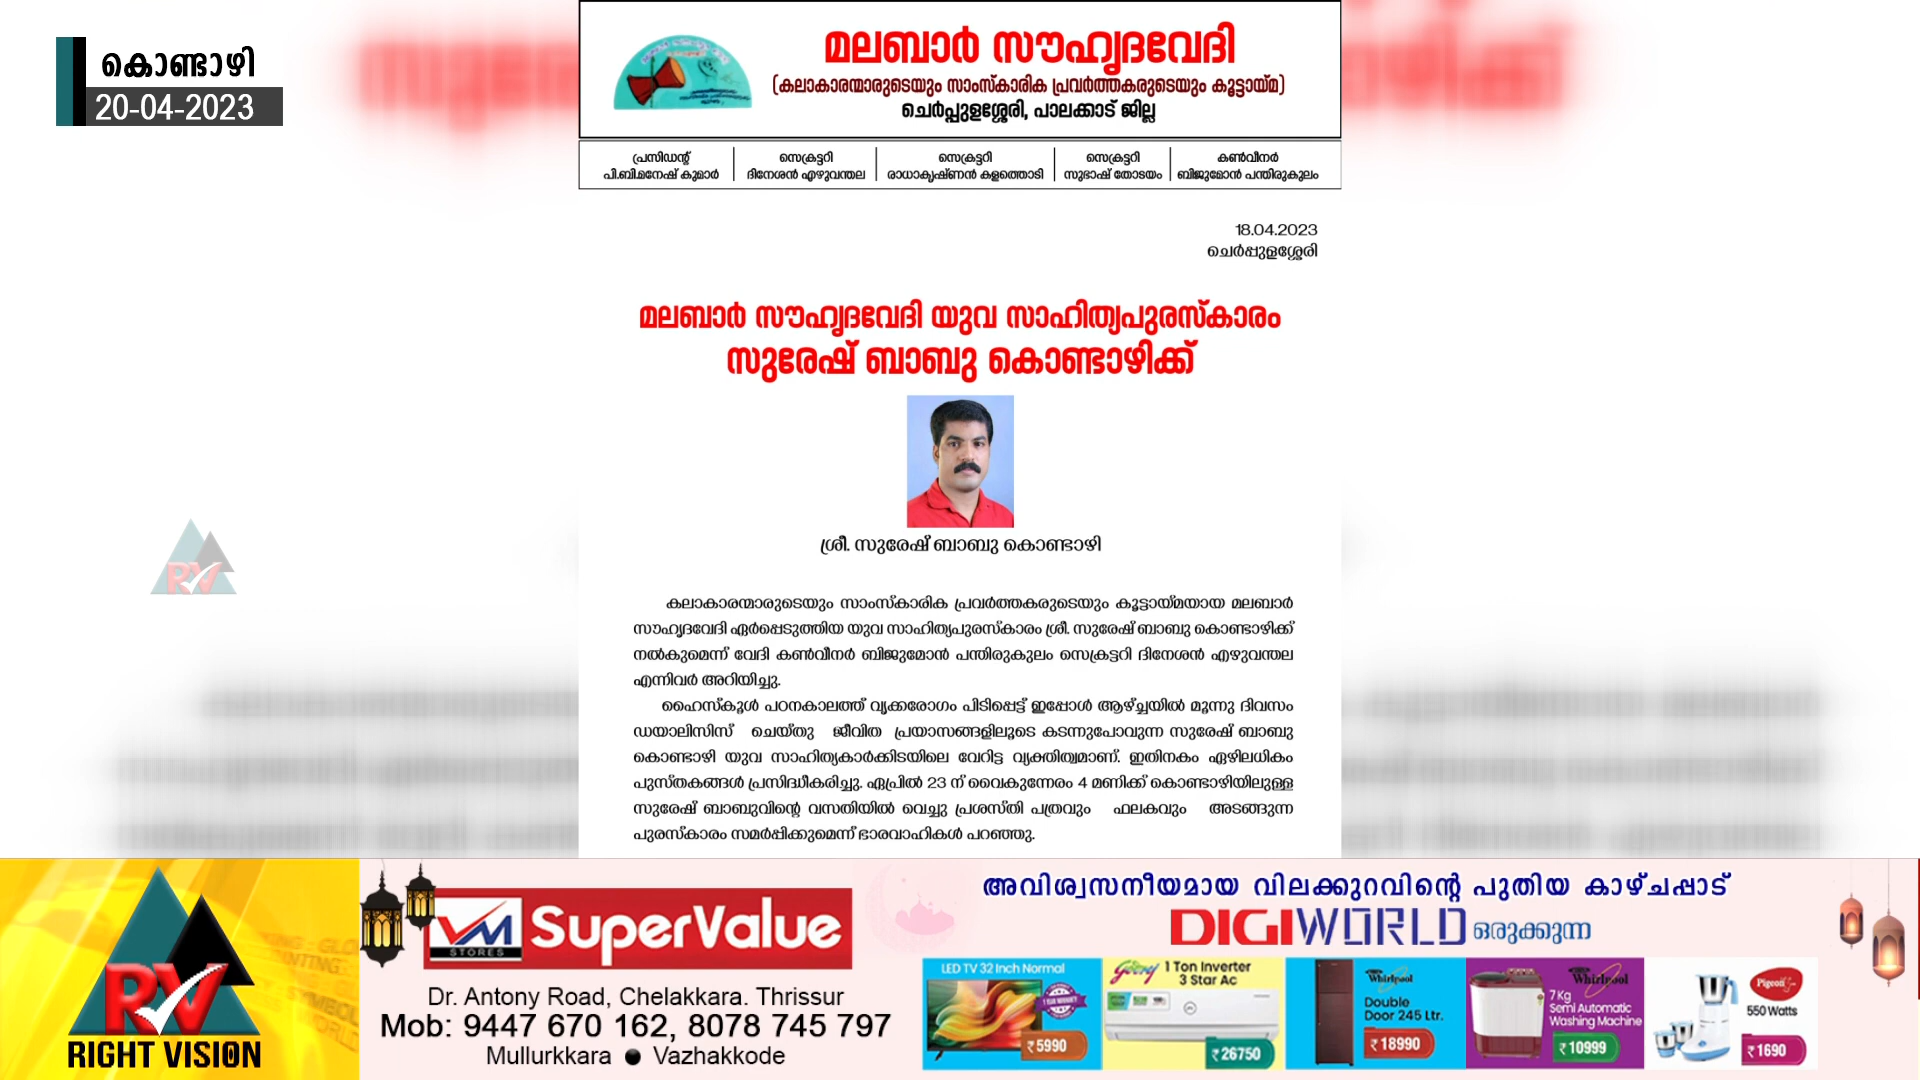 കൊണ്ടാഴി
20-04-2023
മലബാർ സൗഹൃദവേദി
(കലാകാരന്മാരുടെയും സാംസ്കാരിക പ്രവർത്തകരുടെയും കൂട്ടായ്മ)
ചെർപ്പുളശ്ശേരി, പാലക്കാട് ജില്ല
പ്രസിഡന്റ്
പി.ബി.മനേഷ് കുമാർ
സെക്രട്ടറി
ദിനേശൻ എഴുവന്തല
സെക്രട്ടറി
രാധാകൃഷ്ണൻ കളത്തൊടി
സെക്രട്ടറി
സുഭാഷ് തോടയം
കൺവീനർ
ബിജുമോൻ പന്തിരുകുലം
18.04.2023
ചെർപ്പുളശ്ശേരി
മലബാർ സൗഹൃദവേദി യുവ സാഹിത്യപുരസ്കാരം
സുരേഷ് ബാബു കൊണ്ടാഴിക്ക്
ശ്രീ. സുരേഷ് ബാബു കൊണ്ടാഴി
കലാകാരന്മാരുടെയും സാംസ്കാരിക പ്രവർത്തകരുടെയും കൂട്ടായ്മയായ മലബാർ
സൗഹൃദവേദി ഏർപ്പെടുത്തിയ യുവ സാഹിത്യപുരസ്കാരം ശ്രീ. സുരേഷ് ബാബു കൊണ്ടാഴിക്ക്
നൽകുമെന്ന് വേദി കൺവീനർ ബിജുമോൻ പന്തിരുകുലം സെക്രട്ടറി ദിനേശൻ എഴുവന്തല
എന്നിവർ അറിയിച്ചു.
ഹൈസ്കൂൾ പഠനകാലത്ത് വൃക്കരോഗം പിടിപ്പെട്ട് ഇപ്പോൾ ആഴ്ച്ചയിൽ മൂന്നു ദിവസം
ഡയാലിസിസ് ചെയ്തു ജീവിത പ്രയാസങ്ങളിലൂടെ കടന്നുപോവുന്ന സുരേഷ് ബാബു
കൊണ്ടാഴി യുവ സാഹിത്യകാർക്കിടയിലെ വേറിട്ട വ്യക്തിത്വമാണ്. ഇതിനകം ഏഴിലധികം
പുസ്തകങ്ങൾ പ്രസിദ്ധീകരിച്ചു. ഏപ്രിൽ 23 ന് വൈകുന്നേരം 4 മണിക്ക് കൊണ്ടാഴിയിലുള്ള
സുരേഷ് ബാബുവിന്റെ വസതിയിൽ വെച്ചു പ്രശസ്തി പത്രവും ഫലകവും അടങ്ങുന്ന
പുരസ്കാരം സമർപ്പിക്കുമെന്ന് ഭാരവാഹികൾ പറഞ്ഞു.
RV
RV
RIGHT VISION
VM
STORES
SuperValue
Dr. Antony Road, Chelakkara. Thrissur
Mob: 9447 670 162, 8078 745 797
Mullurkkara ● Vazhakkode
അവിശ്വസനീയമായ വിലക്കുറവിന്റെ പുതിയ കാഴ്ചപ്പാട്
DIGIWORLD ഒരുക്കുന്ന
LED TV 32 Inch Normal
₹ 5990
Godrej
1 Ton Inverter
3 Star Ac
₹ 26750
Whirlpool
Double
Door 245 Ltr.
₹ 18990
Whirlpool
7 Kg
Semi Automatic
Washing Machine
₹ 10999
Pigeon
550 Watts
₹ 1690